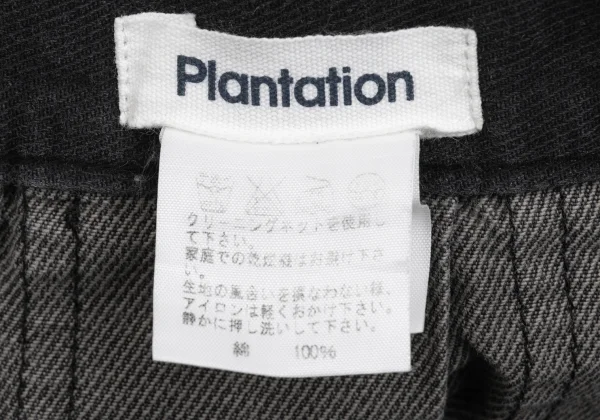 Plantation
クリーニングネットを使用し
て下さい。
家庭での乾燥機はお避け下さ
い。
生地の風合いを損なわない様、
アイロンは軽くおかけ下さい。
静かに押し洗いして下さい。
綿 100%